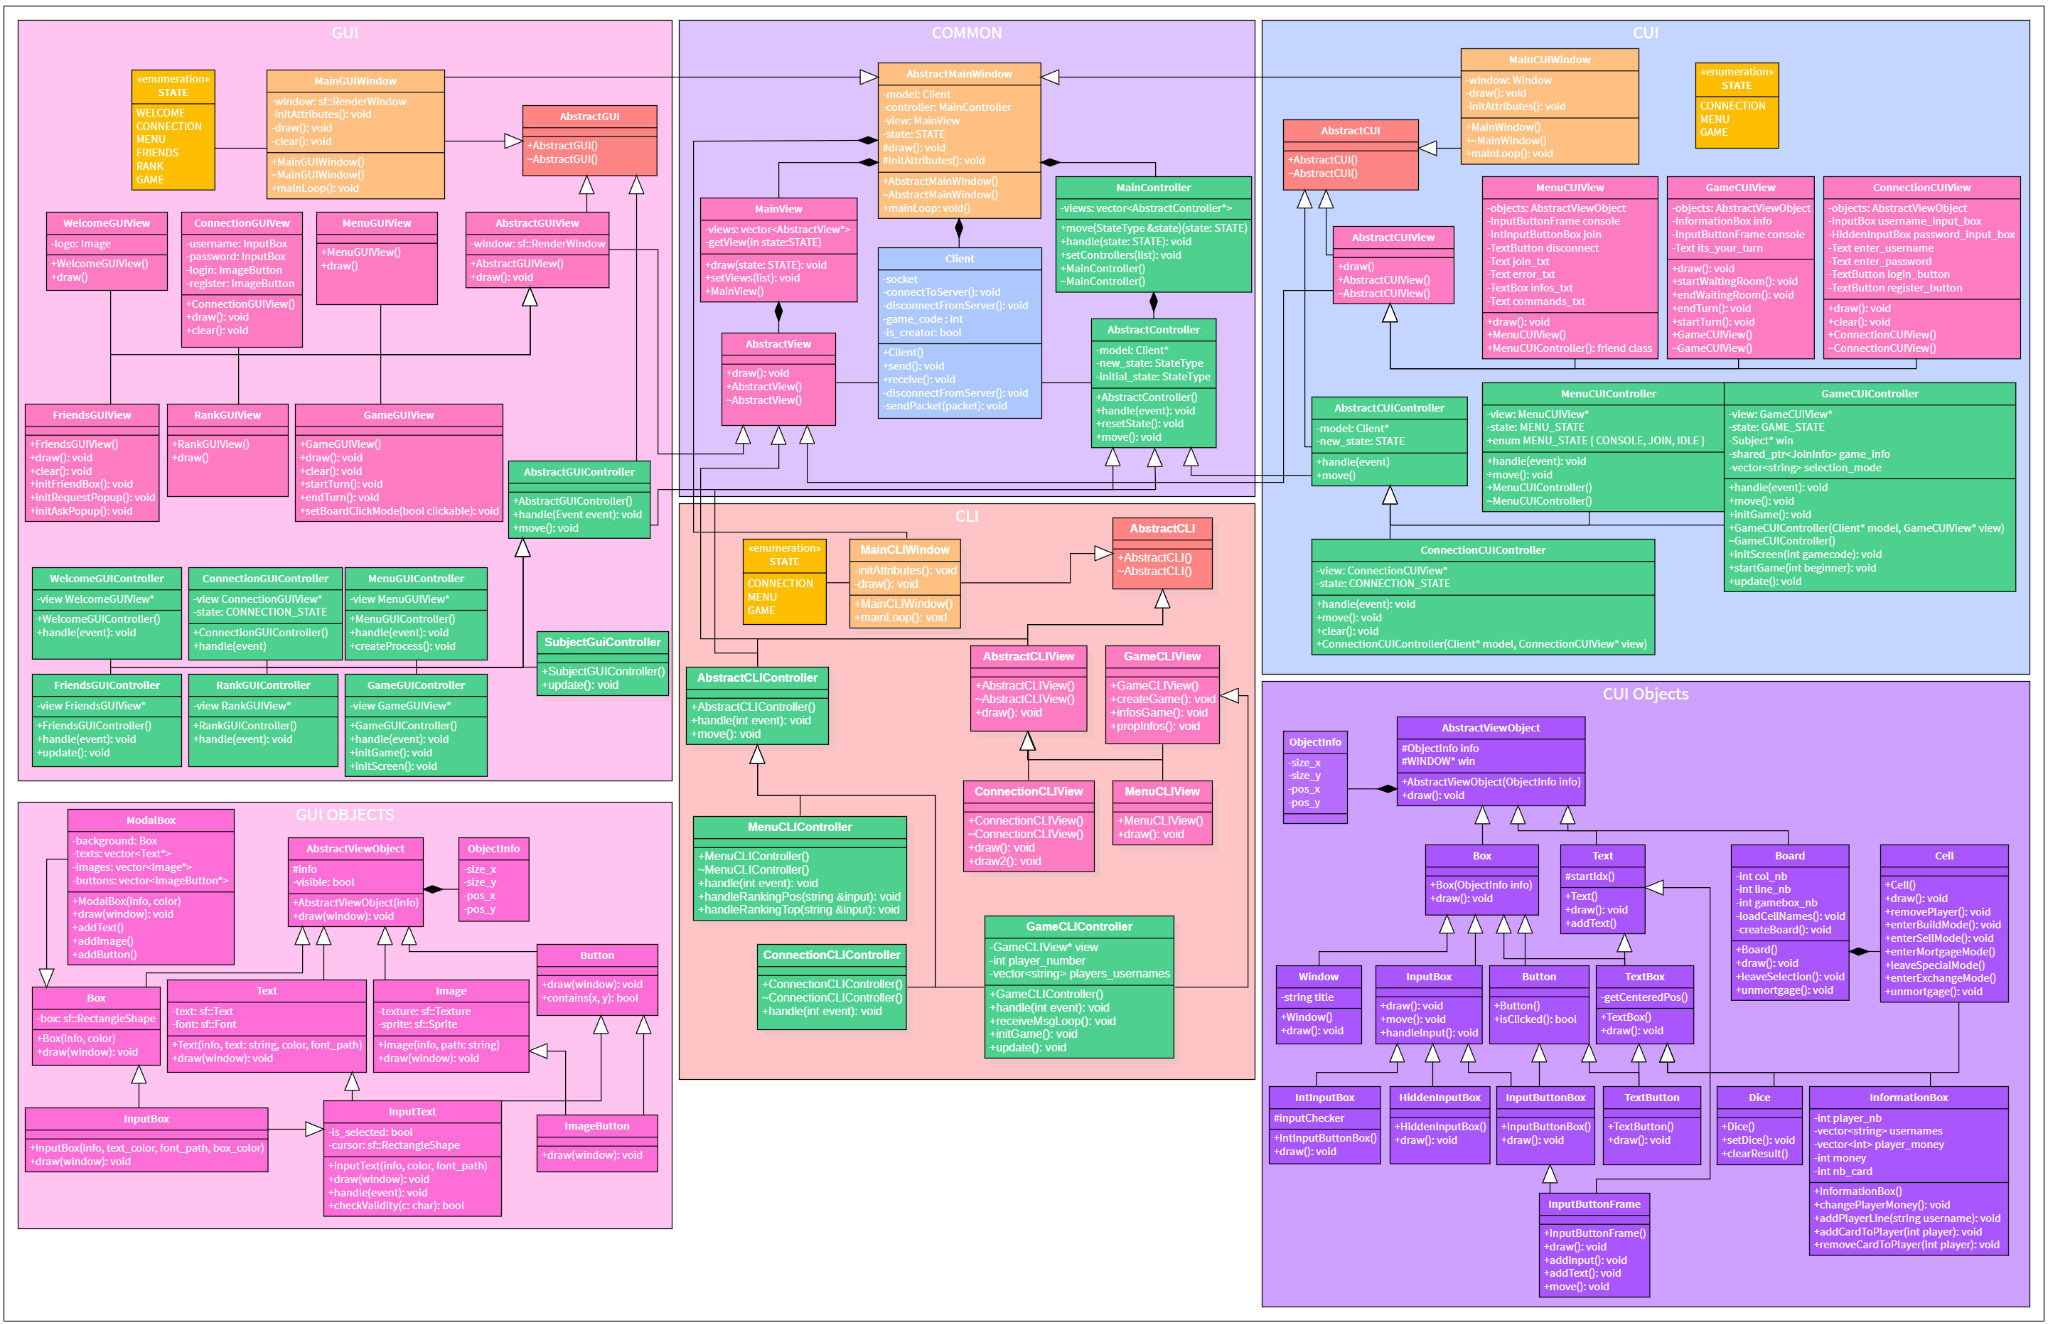 GUI
«enumeration»
STATE
WELCOME
CONNECTION
MENU
FRIENDS
RANK
GAME
MainGUIWindow
-window: sf::RenderWindow
-initAttributes(): void
-draw(): void
-clear(): void
+MainGUIWindow()
~MainGUIWindow()
+mainLoop(): void
AbstractGUI
+AbstractGUI()
~AbstractGUI()
WelcomeGUIView
-logo: Image
+WelcomeGUIView()
+draw()
ConnectionGUIView
-username: InputBox
-password: InputBox
-login: ImageButton
-register: ImageButton
+ConnectionGUIView()
+draw(): void
+clear(): void
MenuGUIView
+MenuGUIView()
+draw()
AbstractGUIView
-window: sf::RenderWindow
+AbstractGUIView()
+draw(): void
FriendsGUIView
+FriendsGUIView()
+draw(): void
+clear(): void
+initFriendBox(): void
+initRequestPopup(): void
+initAskPopup(): void
RankGUIView
+RankGUIView()
+draw()
GameGUIView
+GameGUIView()
+draw(): void
+clear(): void
+startTurn(): void
+endTurn(): void
+setBoardClickMode(bool clickable): void
AbstractGUIController
+AbstractGUIController()
+handle(Event event): void
+move(): void
WelcomeGUIController
-view WelcomeGUIView*
+WelcomeGUIController()
+handle(event): void
ConnectionGUIController
-view ConnectionGUIView*
-state: CONNECTION_STATE
+ConnectionGUIController()
+handle(event)
MenuGUIController
-view MenuGUIView*
+MenuGUIController()
+handle(event): void
+createProcess(): void
SubjectGuiController
+SubjectGUIController()
+update(): void
FriendsGUIController
-view FriendsGUIView*
+FriendsGUIController()
+handle(event): void
+update(): void
RankGUIController
-view RankGUIView*
+RankGUIController()
+handle(event): void
GameGUIController
-view GameGUIView*
+GameGUIController()
+handle(event): void
+initGame(): void
+initScreen(): void
COMMON
AbstractMainWindow
-model: Client
-controller: MainController
-view: MainView
-state: STATE
#draw(): void
#initAttributes(): void
+AbstractMainWindow()
~AbstractMainWindow()
+mainLoop: void()
MainView
-views: vector<AbstractView*>
-getView(in state:STATE)
+draw(state: STATE): void
+setViews(list): void
+MainView()
MainController
-views: vector<AbstractController*>
+move(StateType &state)(state: STATE)
+handle(state: STATE): void
+setControllers(list): void
+MainController()
~MainController()
Client
-socket
-connectToServer(): void
-disconnectFromServer(): void
-game_code : int
-is_creator: bool
+Client()
+send(): void
+receive(): void
-disconnectFromServer(): void
-sendPacket(packet): void
AbstractView
+draw(): void
+AbstractView()
~AbstractView()
AbstractController
-model: Client*
-new_state: StateType
-initial_state: StateType
+AbstractController()
+handle(event): void
+resetState(): void
+move(): void
CUI
MainCUIWindow
-window: Window
-draw(): void
-initAttributes(): void
+MainWindow()
+~MainWindow()
+mainLoop(): void
«enumeration»
STATE
CONNECTION
MENU
GAME
AbstractCUI
+AbstractCUI()
~AbstractCUI()
AbstractCUIView
+draw()
+AbstractCUIView()
~AbstractCUIView()
MenuCUIView
-objects: AbstractViewObject
-InputButtonFrame console
-IntInputButtonBox join
-TextButton disconnect
-Text join_txt
-Text error_txt
-TextBox infos_txt
-Text commands_txt
+draw(): void
+MenuCUIView()
+MenuCUIController(): friend class
GameCUIView
-objects: AbstractViewObject
-InformationBox info
-InputButtonFrame console
-Text its_your_turn
+draw(): void
+startWaitingRoom(): void
+endWaitingRoom(): void
+endTurn(): void
+startTurn(): void
+GameCUIView()
~GameCUIView()
ConnectionCUIView
-objects: AbstractViewObject
-InputBox username_input_box
-HiddenInputBox password_input_box
-Text enter_username
-Text enter_password
-TextButton login_button
-TextButton register_button
+draw(): void
+clear(): void
+ConnectionCUIView()
~ConnectionCUIView()
AbstractCUIController
-model: Client*
-new_state: STATE
+handle(event)
+move()
MenuCUIController
-view: MenuCUIView*
-state: MENU_STATE
+enum MENU_STATE { CONSOLE, JOIN, IDLE }
+handle(event): void
+move(): void
+MenuCUIController()
~MenuCUIController()
GameCUIController
-view: GameCUIView*
-state: GAME_STATE
-Subject* win
-shared_ptr<JoinInfo> game_info
-vector<string> selection_mode
+handle(event): void
+move(): void
+initGame(): void
+GameCUIController(Client* model, GameCUIView* view)
~GameCUIController()
+initScreen(int gamecode): void
+startGame(int beginner): void
+update(): void
ConnectionCUIController
-view: ConnectionCUIView*
-state: CONNECTION_STATE
+handle(event): void
+move(): void
+clear(): void
+ConnectionCUIController(Client* model, ConnectionCUIView* view)
CLI
«enumeration»
STATE
CONNECTION
MENU
GAME
MainCLIWindow
-initAttributes(): void
-draw(): void
+MainCLIWindow()
+mainLoop(): void
AbstractCLI
+AbstractCLI()
~AbstractCLI()
AbstractCLIController
+AbstractCLIController()
+handle(int event): void
+move(): void
AbstractCLIView
+AbstractCLIView()
~AbstractCLIView()
+draw(): void
GameCLIView
+GameCLIView()
+createGame(): void
+infosGame(): void
+propInfos(): void
ConnectionCLIView
+ConnectionCLIView()
~ConnectionCLIView()
+draw(): void
+draw2(): void
MenuCLIView
+MenuCLIView()
+draw(): void
MenuCLIController
+MenuCLIController()
~MenuCLIController()
+handle(int event): void
+handleRankingPos(string &input): void
+handleRankingTop(string &input): void
ConnectionCLIController
+ConnectionCLIController()
~ConnectionCLIController()
+handle(int event): void
GameCLIController
-GameCLIView* view
-int player_number
-vector<string> players_usernames
+GameCLIController()
+handle(int event): void
+receiveMsgLoop(): void
+initGame(): void
+update(): void
GUI OBJECTS
ModalBox
-background: Box
-texts: vector<Text*>
-images: vector<Image*>
-buttons: vector<ImageButton*>
+ModalBox(info, color)
+draw(window): void
+addText()
+addImage()
+addButton()
AbstractViewObject
#info
-visible: bool
+AbstractViewObject(info)
+draw(window): void
ObjectInfo
-size_x
-size_y
-pos_x
-pos_y
Box
-box: sf::RectangleShape
+Box(info, color)
+draw(window): void
Text
-text: sf::Text
-font: sf::Font
+Text(info, text: string, color, font_path)
+draw(window): void
Image
-texture: sf::Texture
-sprite: sf::Sprite
+Image(info, path: string)
+draw(window): void
Button
+draw(window): void
+contains(x, y): bool
InputBox
+InputBox(info, text_color, font_path, box_color)
+draw(window): void
InputText
-is_selected: bool
-cursor: sf::RectangleShape
+InputText(info, color, font_path)
+draw(window): void
+handle(event): void
+checkValidity(c: char): bool
ImageButton
+draw(window): void
CUI Objects
ObjectInfo
-size_x
-size_y
-pos_x
-pos_y
AbstractViewObject
#ObjectInfo info
#WINDOW* win
+AbstractViewObject(ObjectInfo info)
+draw(): void
Box
+Box(ObjectInfo info)
+draw(): void
Text
#startIdx()
+Text()
+draw(): void
+addText()
Board
-int col_nb
-int line_nb
-int gamebox_nb
-loadCellNames(): void
-createBoard(): void
+Board()
+draw(): void
+leaveSelection(): void
+unmortgage(): void
Cell
+Cell()
+draw(): void
+removePlayer(): void
+enterBuildMode(): void
+enterSellMode(): void
+enterMortgageMode()
+leaveSpecialMode()
+enterExchangeMode()
+unmortgage(): void
Window
-string title
+Window()
+draw(): void
InputBox
+draw(): void
+move(): void
+handleInput(): void
Button
+Button()
+isClicked(): bool
TextBox
-getCenteredPos()
+TextBox()
+draw(): void
IntInputBox
#inputChecker
+IntInputButtonBox()
+draw(): void
HiddenInputBox
+HiddenInputBox()
+draw(): void
InputButtonBox
+InputButtonBox()
+draw(): void
TextButton
+TextButton()
+draw(): void
Dice
+Dice()
+setDice(): void
+clearResult()
InformationBox
-int player_nb
-vector<string> usernames
-vector<int> player_money
-int money
-int nb_card
+InformationBox()
+changePlayerMoney(): void
+addPlayerLine(string username): void
+addCardToPlayer(int player): void
+removeCardToPlayer(int player): void
InputButtonFrame
+InputButtonFrame()
+draw(): void
+addInput(): void
+addText(): void
+move(): void